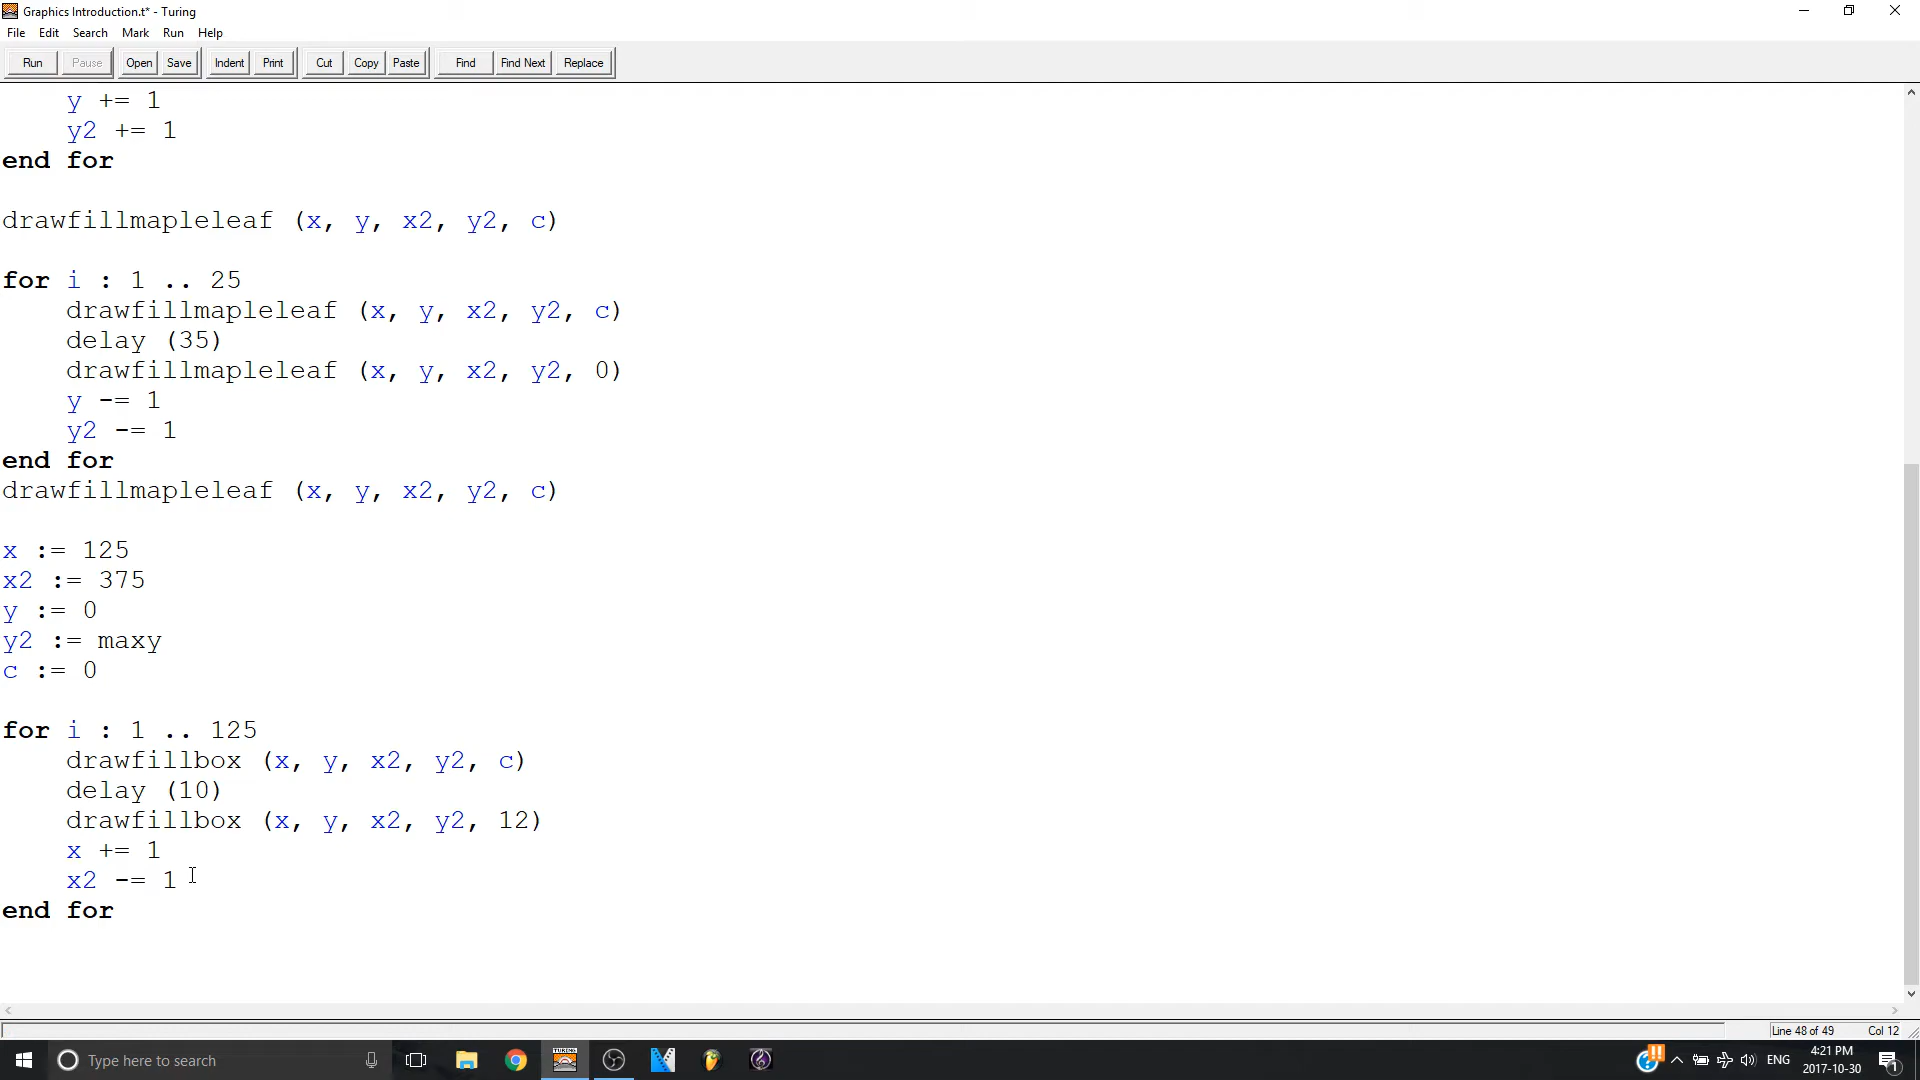 Graphics Introduction.t* - Turing
File Edit Search Mark Run Help
Run Pause Open Save Indent Print Cut Copy Paste Find Find Next Replace
y += 1
y2 += 1
end for
drawfillmapleleaf (x, y, x2, y2, c)
for i : 1 .. 25
drawfillmapleleaf (x, y, x2, y2, c)
delay (35)
drawfillmapleleaf (x, y, x2, y2, 0)
y -= 1
y2 -= 1
end for
drawfillmapleleaf (x, y, x2, y2, c)
x := 125
x2 := 375
y := 0
y2 := maxy
c := 0
for i : 1 .. 125
drawfillbox (x, y, x2, y2, c)
delay (10)
drawfillbox (x, y, x2, y2, 12)
x += 1
x2 -= 1
end for
Line 48 of 49 Col 12
Type here to search
ENG
4:21 PM
2017-10-30
1